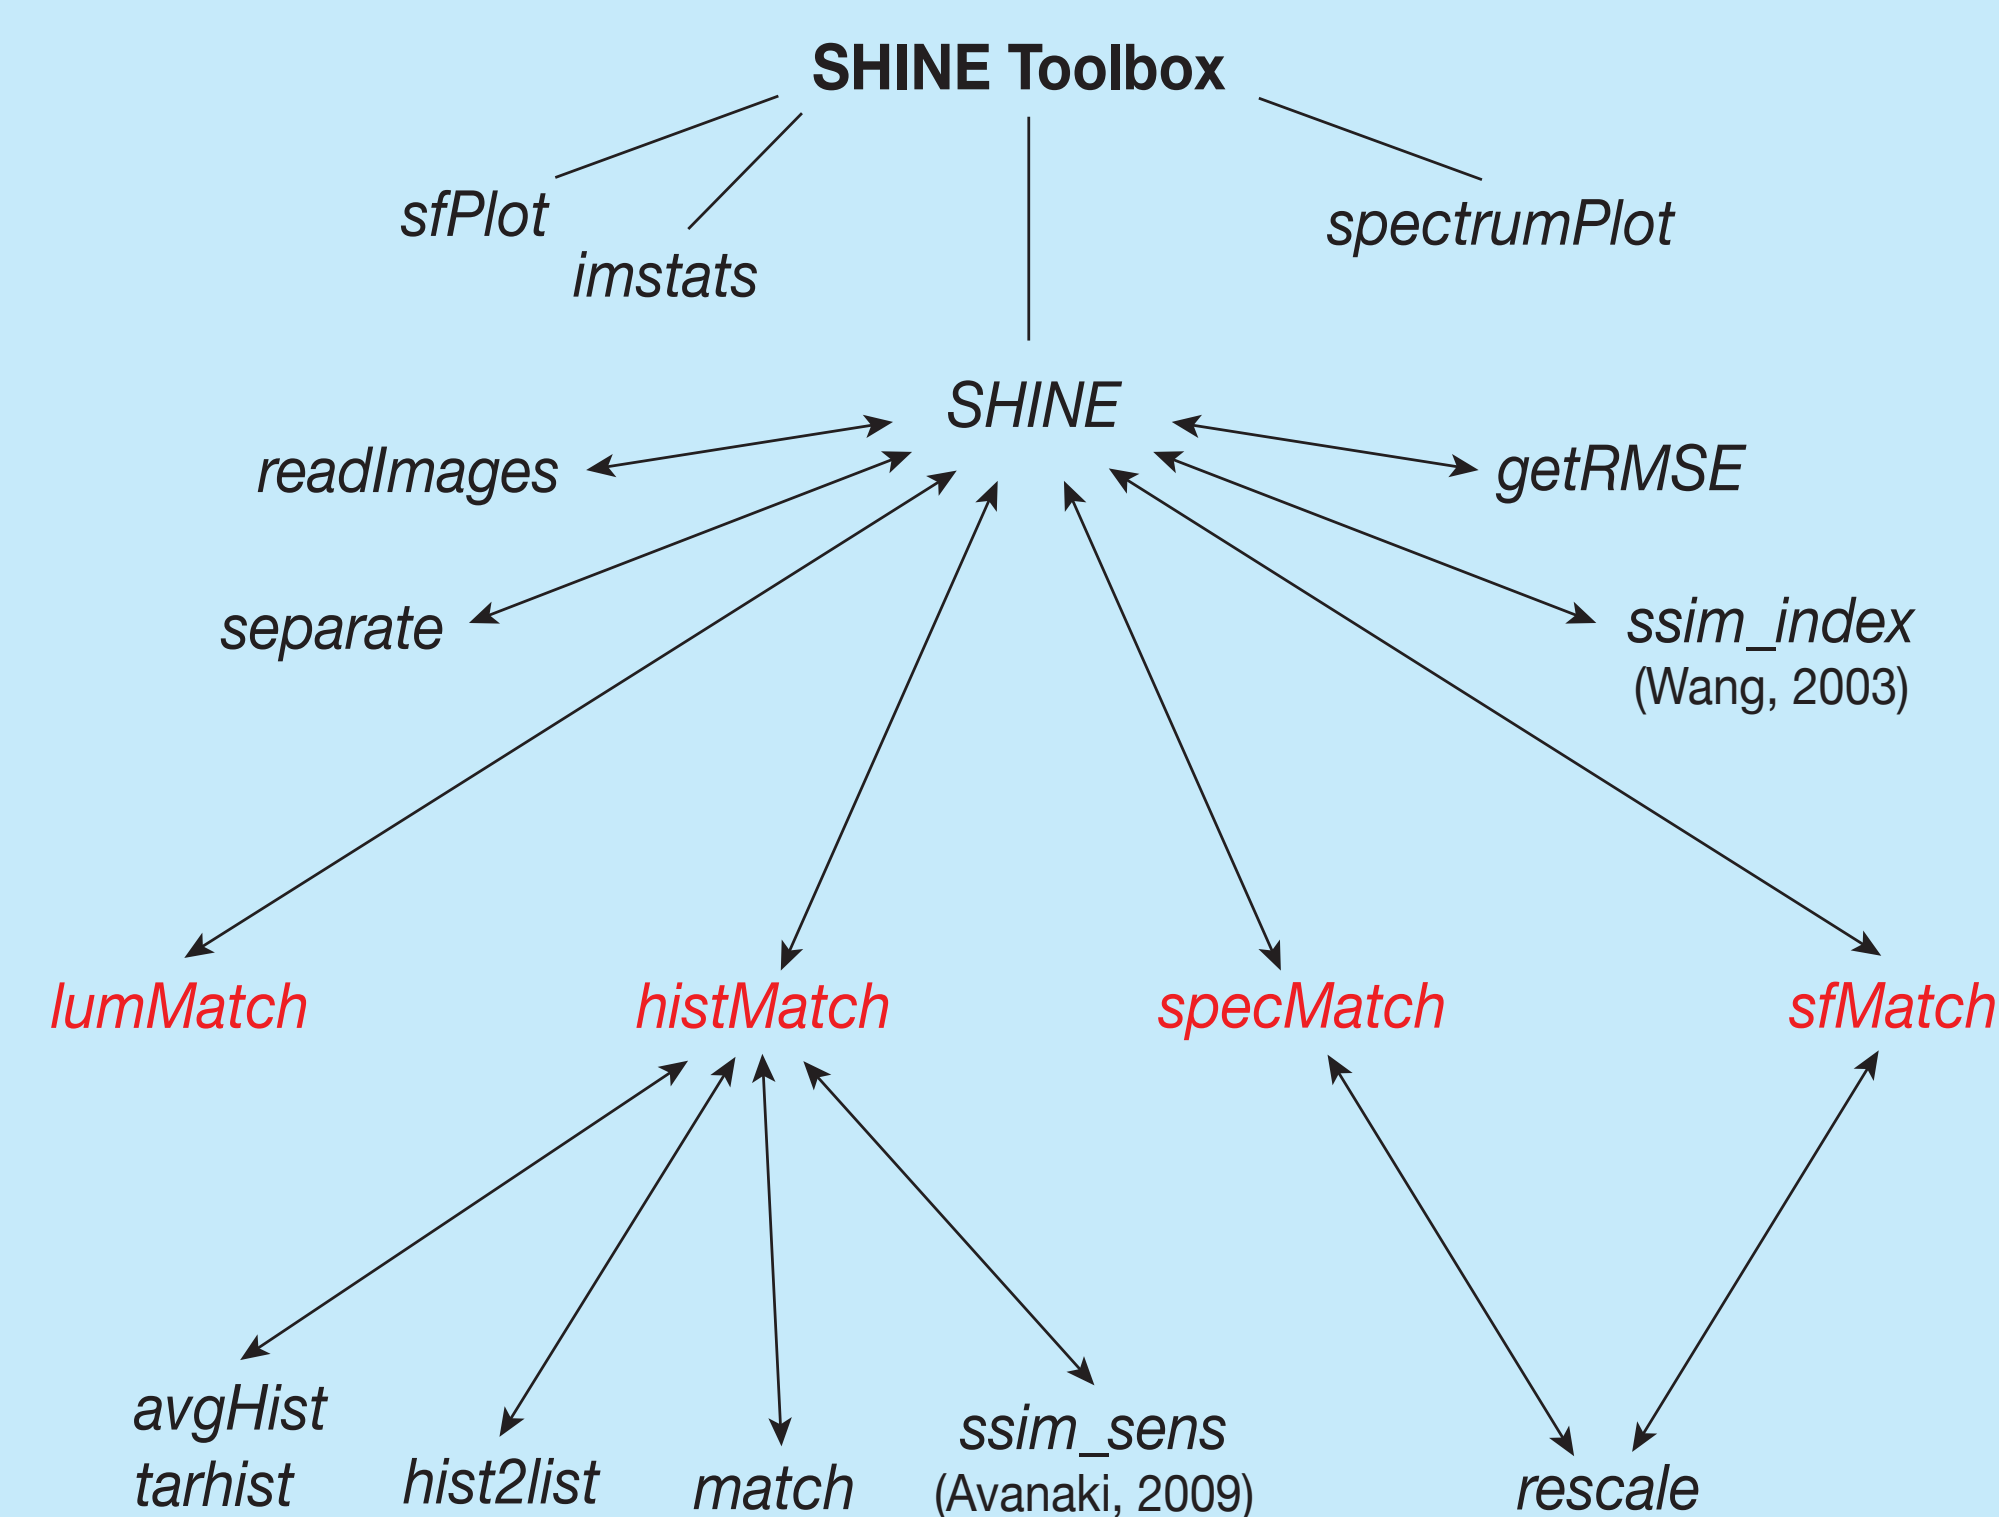 SHINE Toolbox
sfPlot
spectrumPlot
imstats
SHINE
readImages
getRMSE
separate
ssim_index
(Wang, 2003)
lumMatch
histMatch
specMatch
sfMatch
avgHist
tarhist
hist2list
match
ssim_sens
(Avanaki, 2009)
rescale